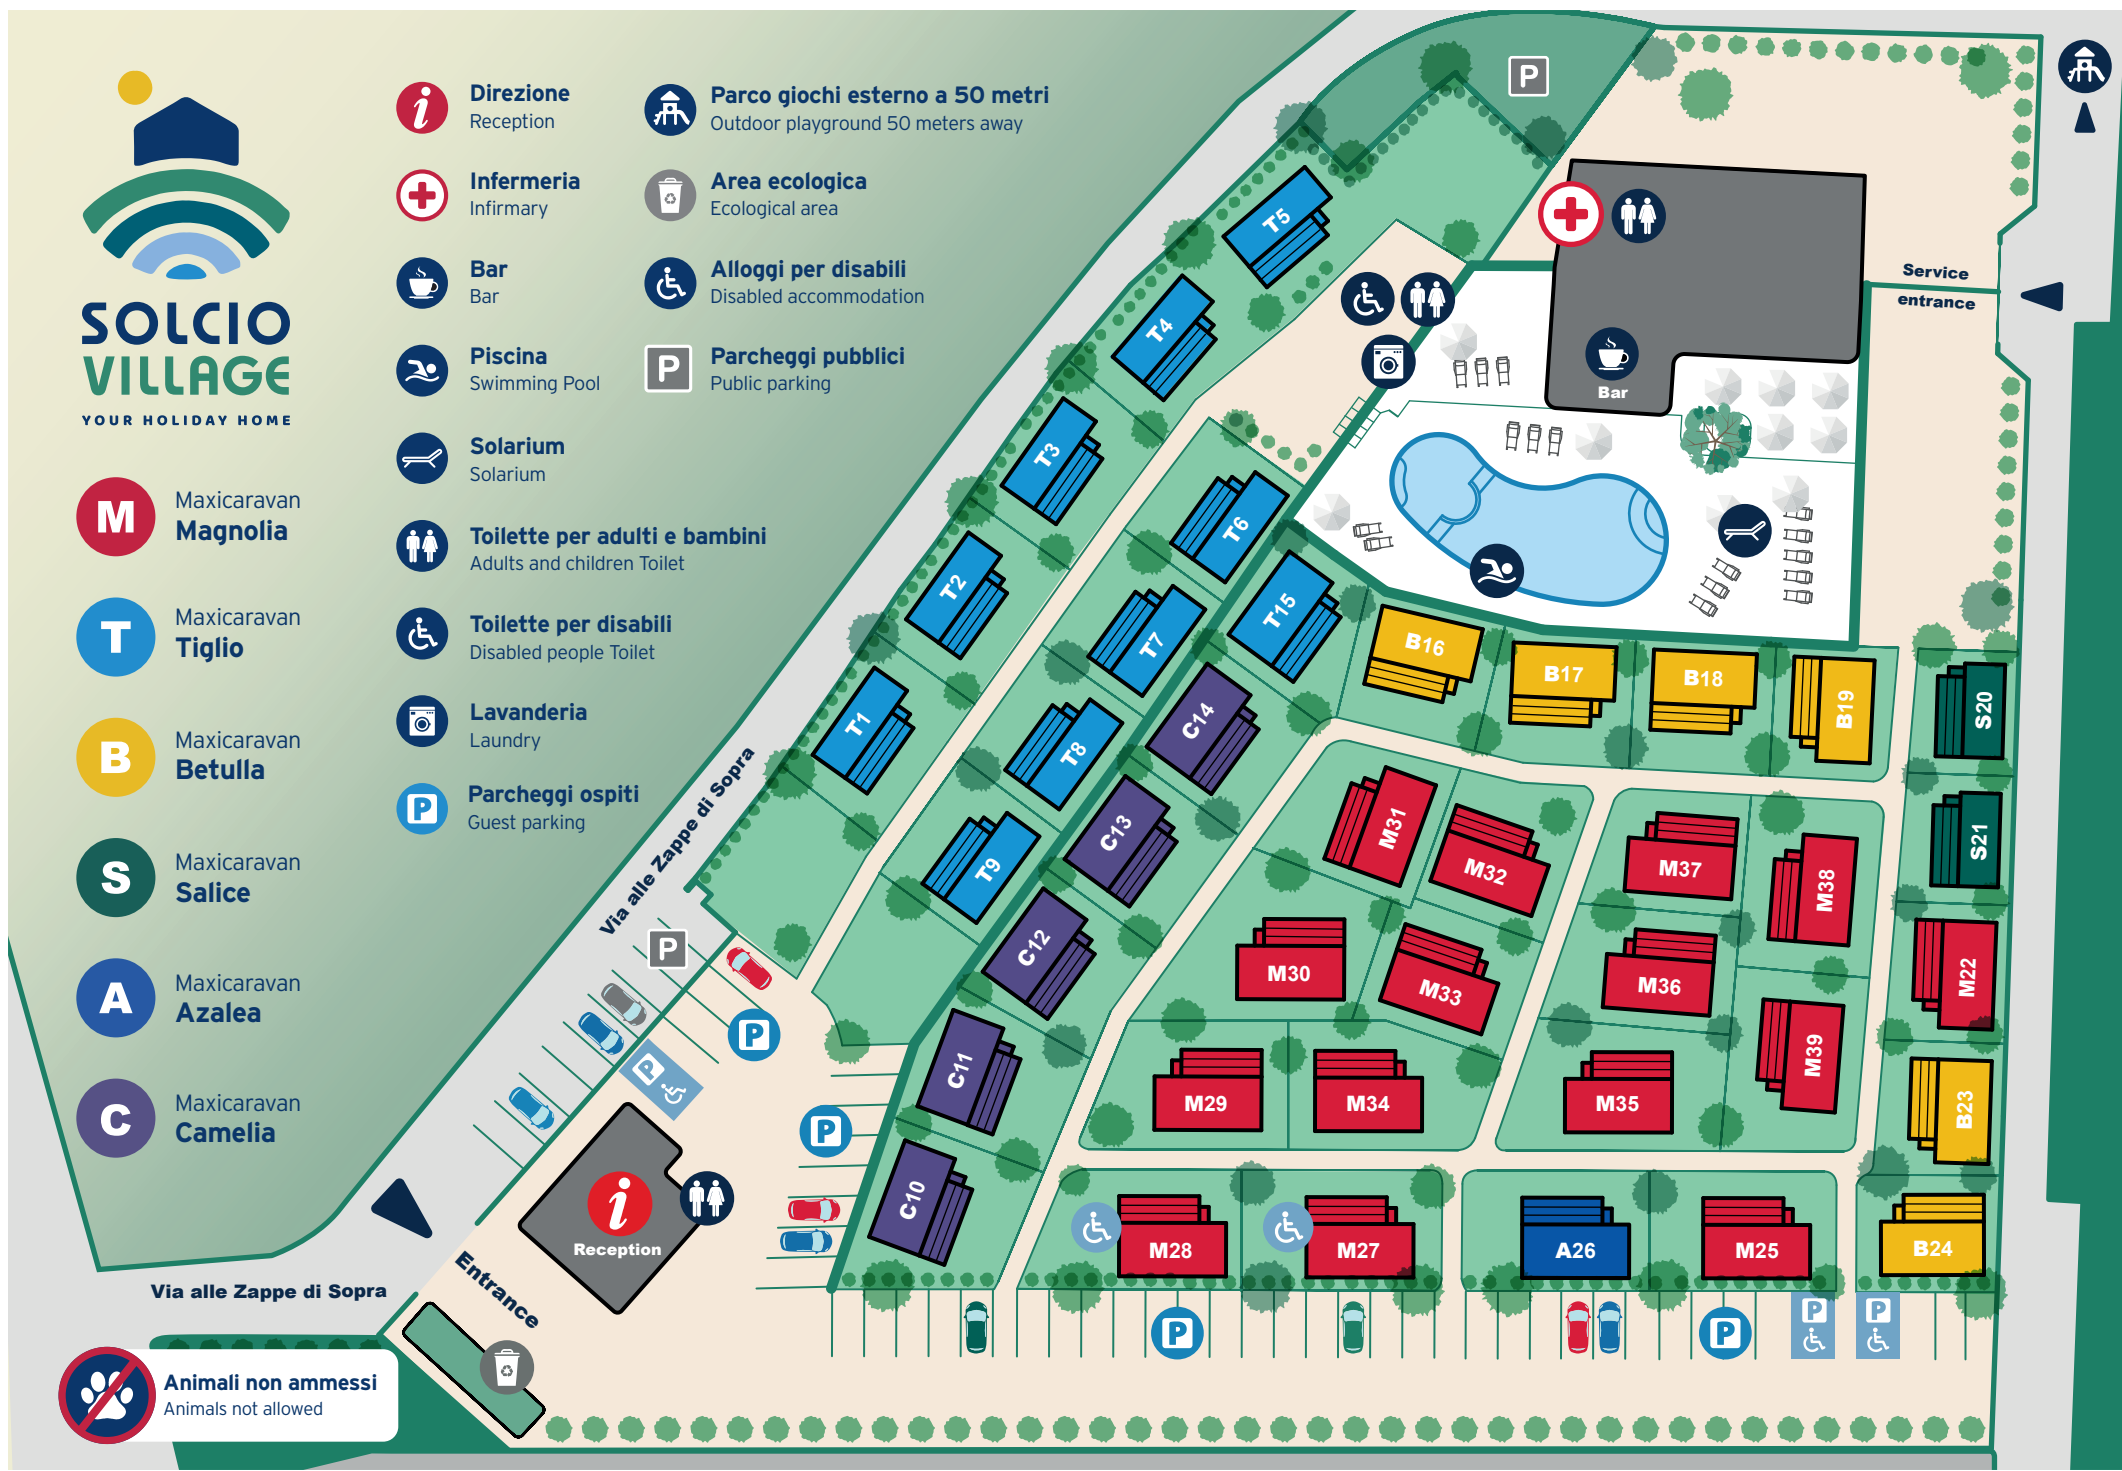 SOLCIO
VILLAGE
YOUR HOLIDAY HOME
M
Maxicaravan
Magnolia
T
Maxicaravan
Tiglio
B
Maxicaravan
Betulla
S
Maxicaravan
Salice
A
Maxicaravan
Azalea
C
Maxicaravan
Camelia
i
Direzione
Reception
Infermeria
Infirmary
Bar
Bar
Piscina
Swimming Pool
Solarium
Solarium
Toilette per adulti e bambini
Adults and children Toilet
Toilette per disabili
Disabled people Toilet
Lavanderia
Laundry
P
Parcheggi ospiti
Guest parking
Parco giochi esterno a 50 metri
Outdoor playground 50 meters away
Area ecologica
Ecological area
Alloggi per disabili
Disabled accommodation
P
Parcheggi pubblici
Public parking
P
Service
entrance
Bar
T5
T4
T3
T2
T1
T6
T7
T8
T9
T15
C14
C13
C12
C11
C10
B16
B17
B18
B19
S20
S21
M22
B23
B24
M31
M32
M37
M38
M30
M33
M36
M39
M29
M34
M35
M28
M27
A26
M25
Via alle Zappe di Sopra
P
P
P
P
i
Reception
Entrance
Via alle Zappe di Sopra
P
P
P
P
Animali non ammessi
Animals not allowed